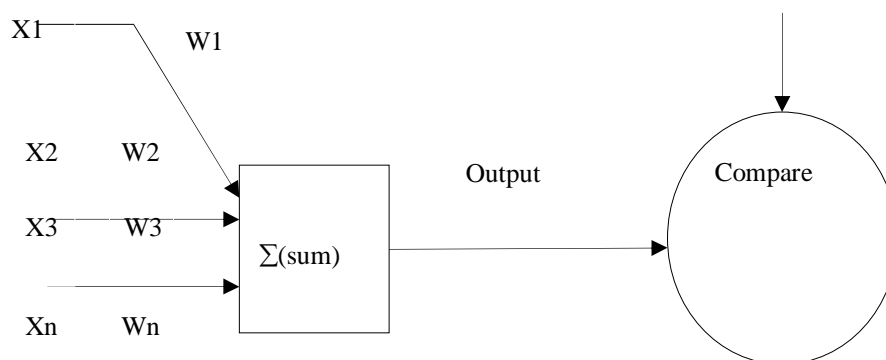 X1 W1
X2 W2 Output Compare
X3 W3
∑(sum)
Xn Wn